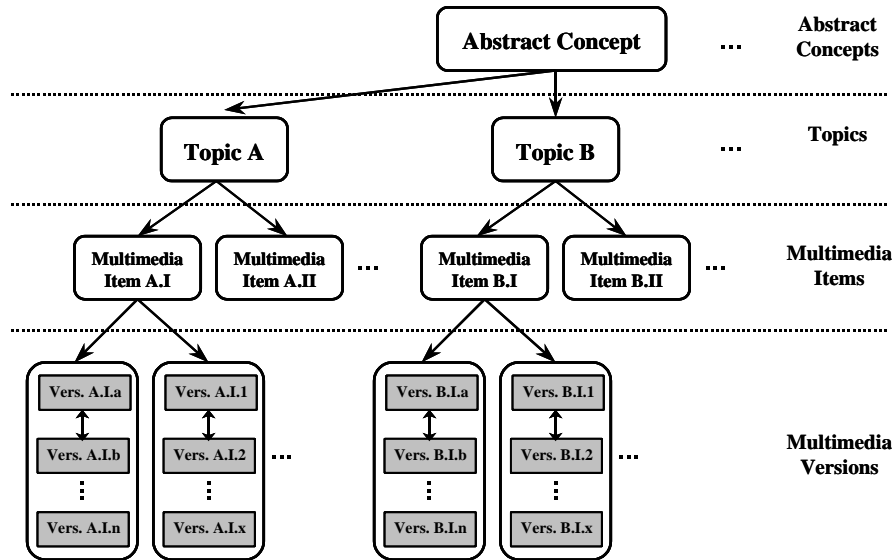 Abstract Concept
...
Abstract
Concepts
Topic A
Topic B
...
Topics
Multimedia
Item A.I
Multimedia
Item A.II
...
Multimedia
Item B.I
Multimedia
Item B.II
...
Multimedia
Items
Vers. A.I.a
Vers. A.I.1
Vers. B.I.a
Vers. B.I.1
Vers. A.I.b
Vers. A.I.2
...
Vers. B.I.b
Vers. B.I.2
...
Multimedia
Versions
Vers. A.I.n
Vers. A.I.x
Vers. B.I.n
Vers. B.I.x